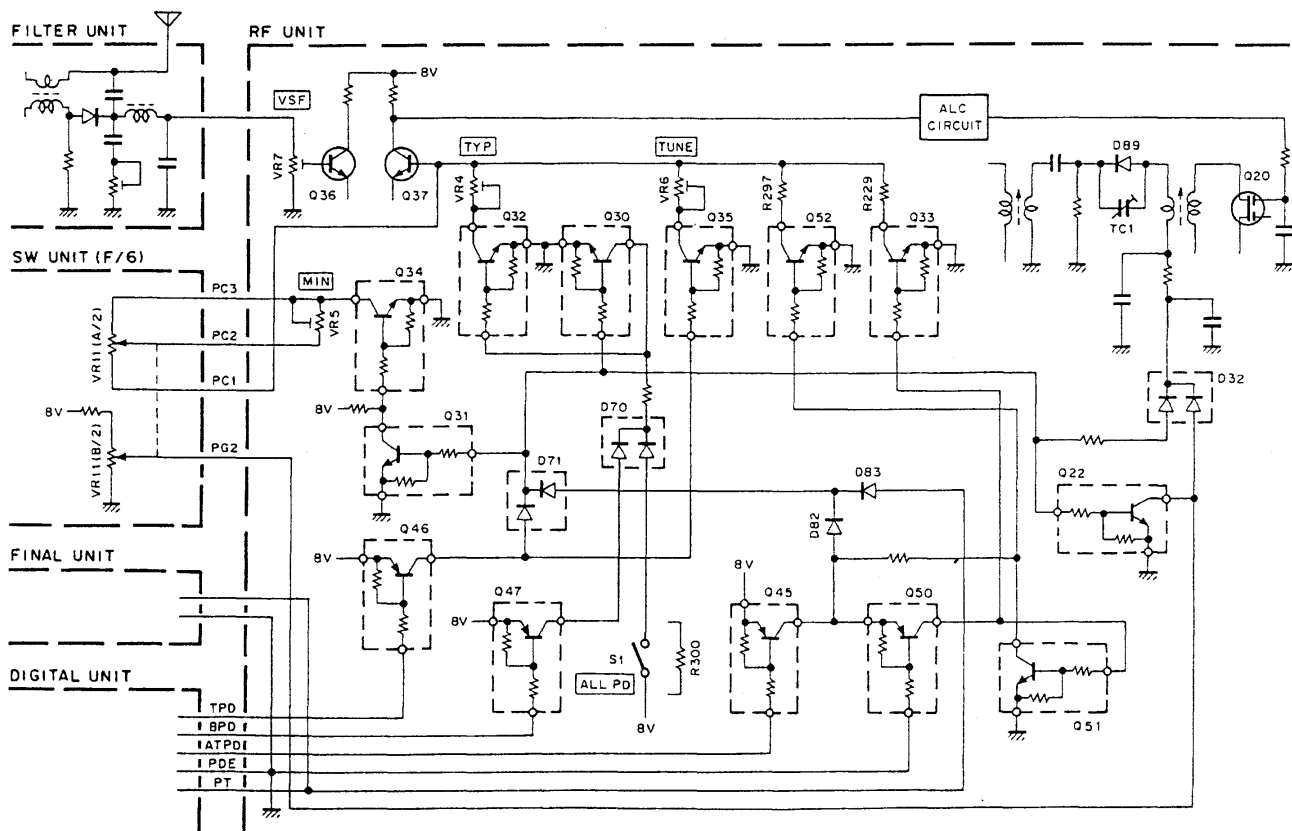 FILTER UNIT
RF UNIT
8V
VSF
VR7
Q36
Q37
TYP
VR4
TUNE
VR6
R297
R229
ALC
CIRCUIT
D89
TC1
Q20
Q32
Q30
Q35
Q52
Q33
SW UNIT (F/6)
PC3
MIN
Q34
VR5
PC2
VR11 (A/2)
PC1
8V
Q31
D70
D32
8V
VR11 (B/2)
PG2
D71
D83
D82
Q22
FINAL UNIT
8V
Q46
Q47
8V
8V
Q45
Q50
S1
ALL PD
R300
8V
Q51
DIGITAL UNIT
TPD
BPD
ATPD
PDE
PT